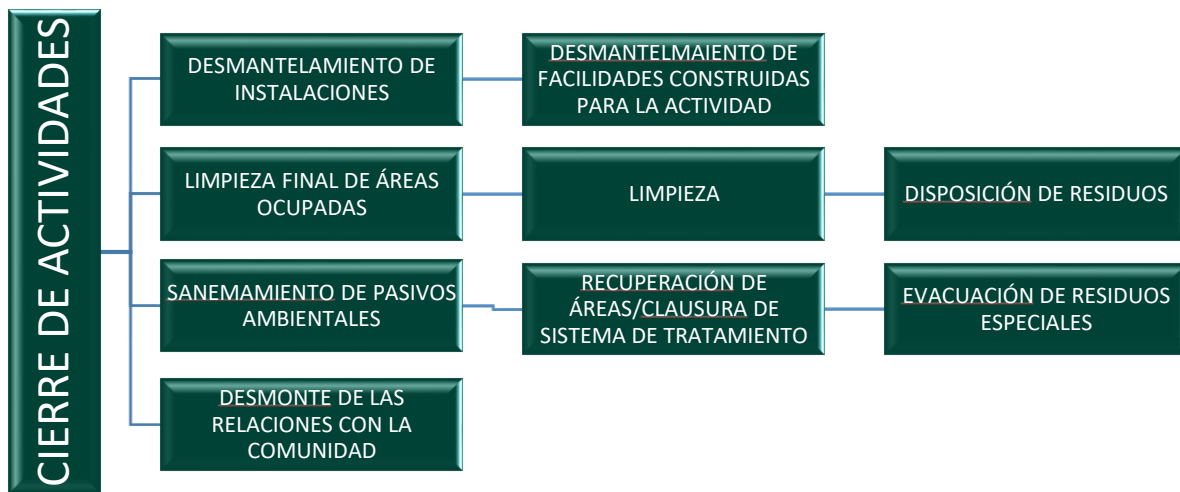 CIERRE DE ACTIVIDADES
DESMANTELAMIENTO DE
INSTALACIONES
DESMANTELMAIENTO DE
FACILIDADES CONSTRUIDAS
PARA LA ACTIVIDAD
LIMPIEZA FINAL DE ÁREAS
OCUPADAS
LIMPIEZA
DISPOSICIÓN DE RESIDUOS
SANEMAMIENTO DE PASIVOS
AMBIENTALES
RECUPERACIÓN DE
ÁREAS/CLAUSURA DE
SISTEMA DE TRATAMIENTO
EVACUACIÓN DE RESIDUOS
ESPECIALES
DESMONTE DE LAS
RELACIONES CON LA
COMUNIDAD